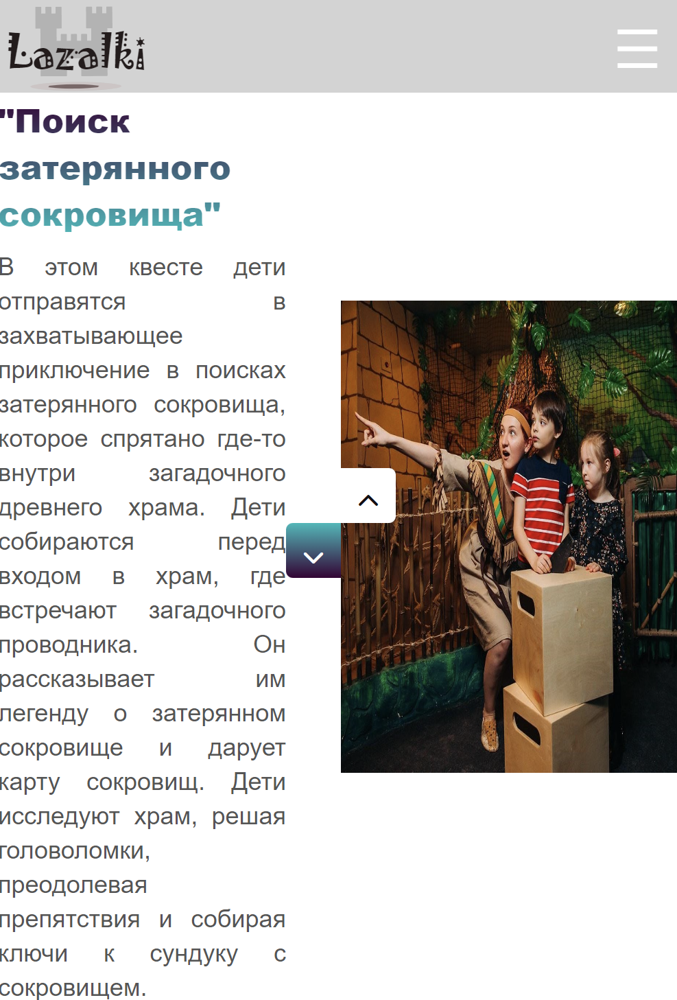 Lazalki
"Поиск
затерянного
сокровища"
В этом квесте дети
отправятся в
захватывающее
приключение в поисках
затерянного сокровища,
которое спрятано где-то
внутри загадочного
древнего храма. Дети
собираются перед
входом в храм, где
встречают загадочного
проводника. Он
рассказывает им
легенду о затерянном
сокровище и дарует
карту сокровищ. Дети
исследуют храм, решая
головоломки,
преодолевая
препятствия и собирая
ключи к сундуку с
сокровищем.